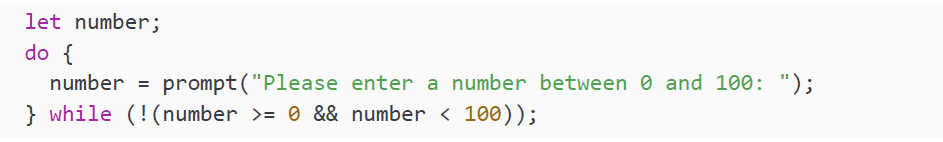 let number;
do {
  number = prompt("Please enter a number between 0 and 100: ");
} while (!(number >= 0 && number < 100));